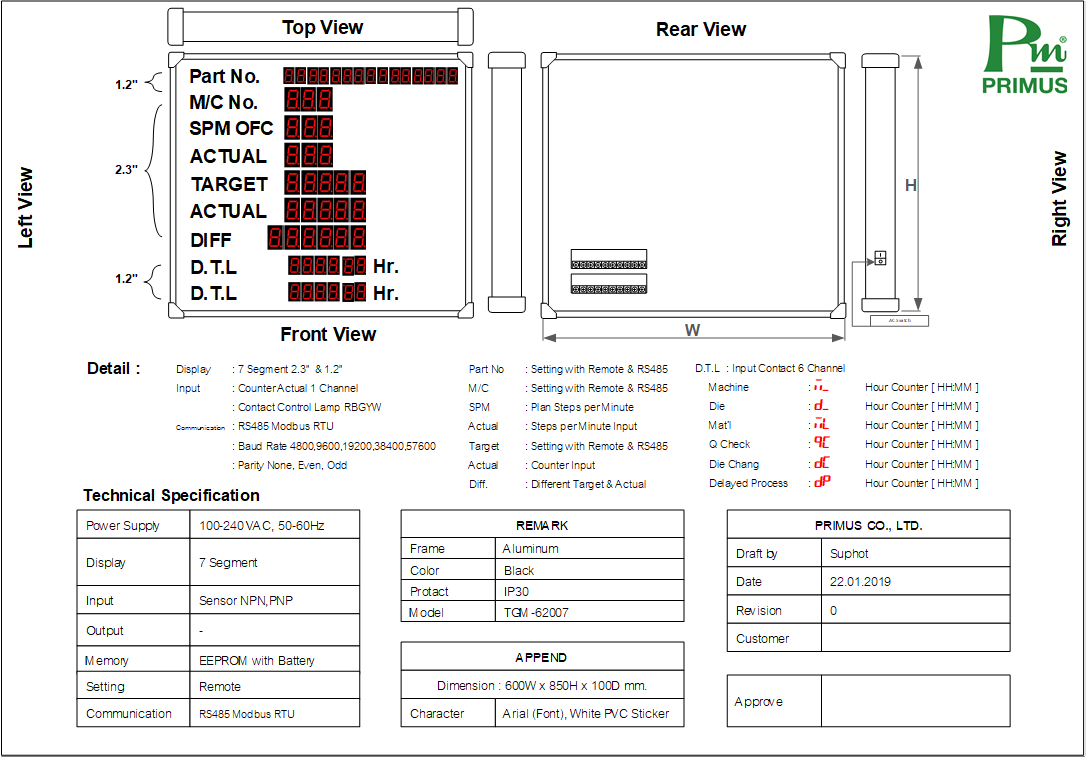 Top View
Rear View
Pm®
PRIMUS
Left View
Right View
1.2"
2.3"
1.2"
Part No.
M/C No.
SPM OFC
ACTUAL
TARGET
ACTUAL
DIFF
D.T.L Hr.
D.T.L Hr.
Front View
H
W
AC Switch
Detail :
Display : 7 Segment 2.3" & 1.2"
Input : Counter Actual 1 Channel
: Contact Control Lamp RBGYW
Communication : RS485 Modbus RTU
: Baud Rate 4800,9600,19200,38400,57600
: Parity None, Even, Odd
Part No : Setting with Remote & RS485
M/C : Setting with Remote & RS485
SPM : Plan Steps per Minute
Actual : Steps per Minute Input
Target : Setting with Remote & RS485
Actual : Counter Input
Diff. : Different Target & Actual
D.T.L : Input Contact 6 Channel
Machine : Hour Counter [ HH:MM ]
Die : d_ Hour Counter [ HH:MM ]
Mat'l : Hour Counter [ HH:MM ]
Q Check : qC Hour Counter [ HH:MM ]
Die Chang : dC Hour Counter [ HH:MM ]
Delayed Process : dP Hour Counter [ HH:MM ]
Technical Specification
Power Supply 100-240 VAC, 50-60Hz
Display 7 Segment
Input Sensor NPN,PNP
Output -
Memory EEPROM with Battery
Setting Remote
Communication RS485 Modbus RTU
REMARK
Frame Aluminum
Color Black
Protact IP30
Model TGM-62007
APPEND
Dimension : 600W x 850H x 100D mm.
Character Arial (Font), White PVC Sticker
PRIMUS CO., LTD.
Draft by Suphot
Date 22.01.2019
Revision 0
Customer
Approve